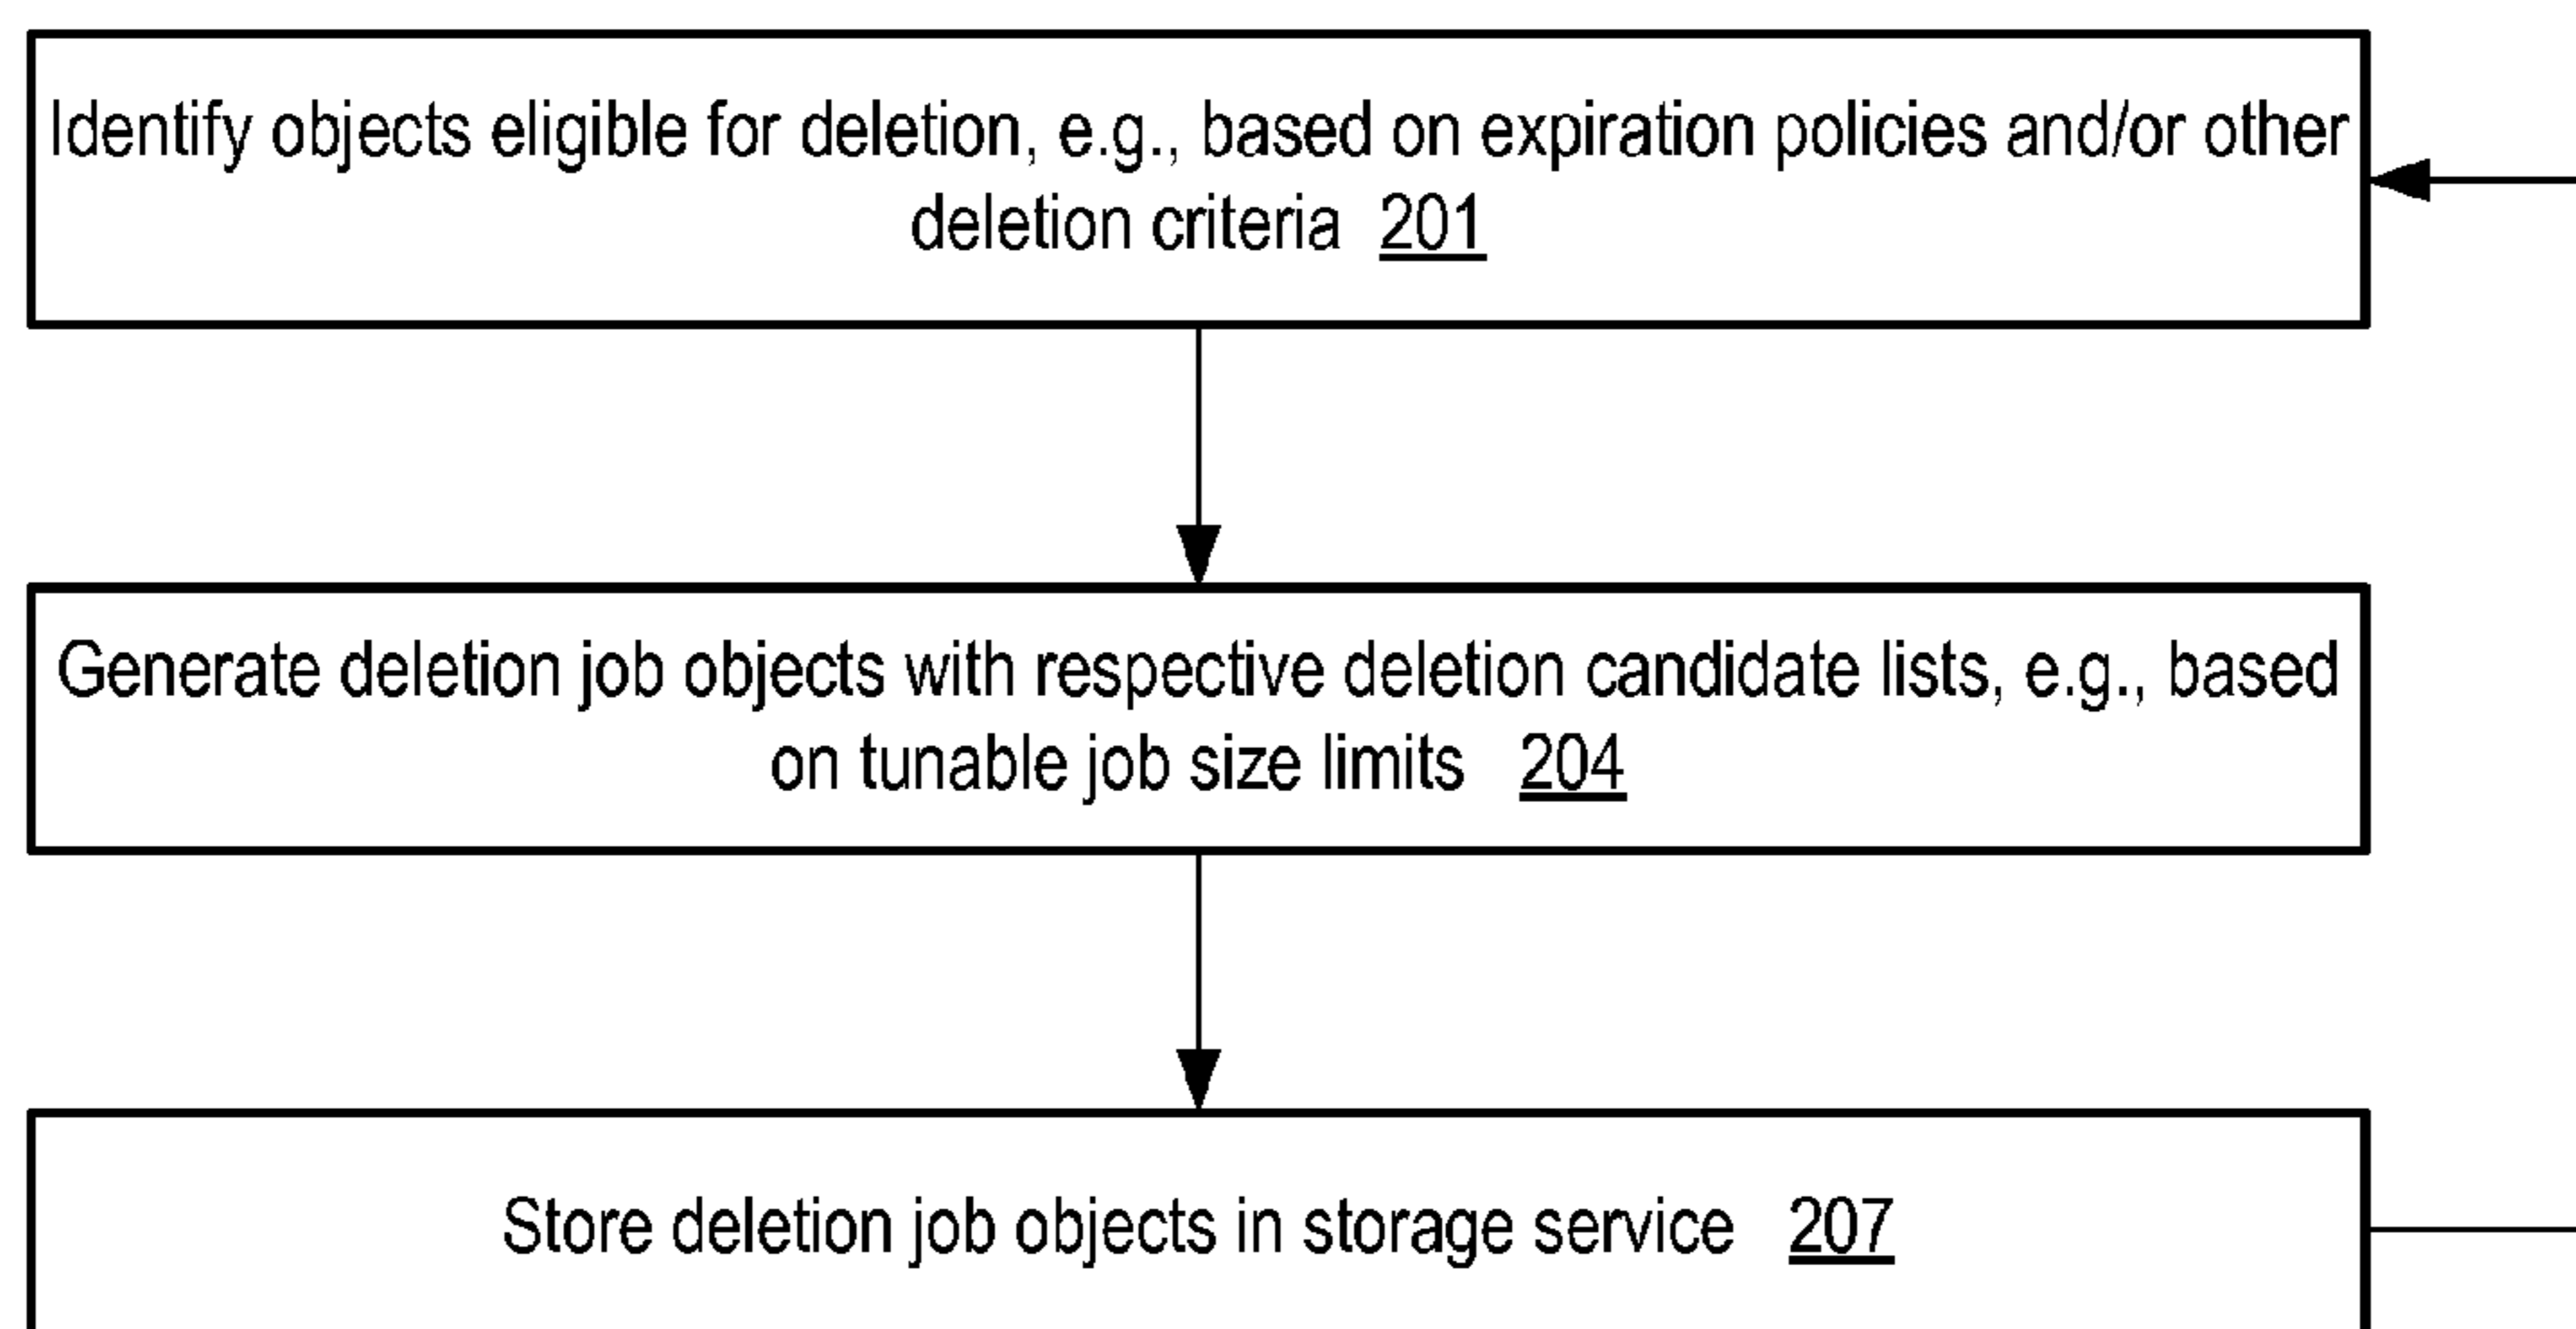 Identify objects eligible for deletion, e.g., based on expiration policies and/or other
deletion criteria 201
Generate deletion job objects with respective deletion candidate lists, e.g., based
on tunable job size limits 204
Store deletion job objects in storage service 207